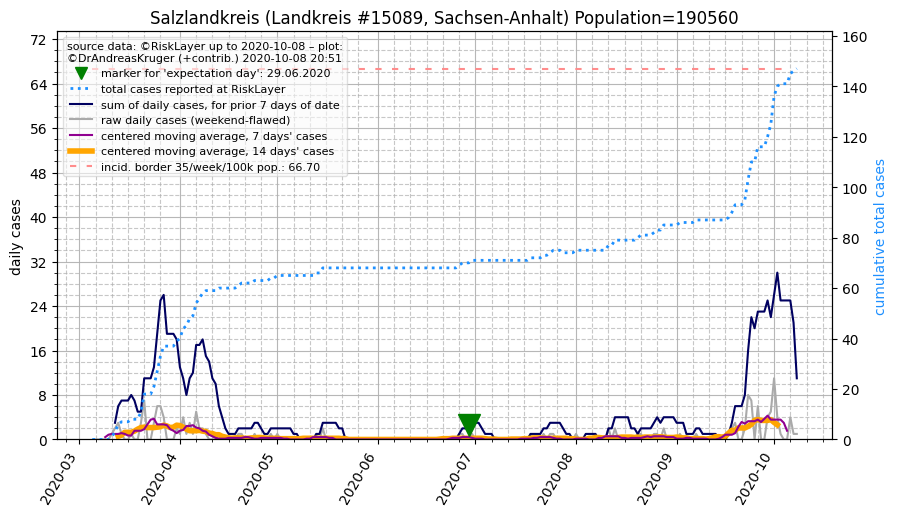 Salzlandkreis (Landkreis #15089, Sachsen-Anhalt) Population=190560
source data: ©RiskLayer up to 2020-10-08 – plot:
©DrAndreasKruger (+contrib.) 2020-10-08 20:51
marker for 'expectation day': 29.06.2020
total cases reported at RiskLayer
sum of daily cases, for prior 7 days of date
raw daily cases (weekend-flawed)
centered moving average, 7 days' cases
centered moving average, 14 days' cases
incid. border 35/week/100k pop.: 66.70
daily cases
72
64
56
48
40
32
24
16
8
0
cumulative total cases
160
140
120
100
80
60
40
20
0
2020-03
2020-04
2020-05
2020-06
2020-07
2020-08
2020-09
2020-10